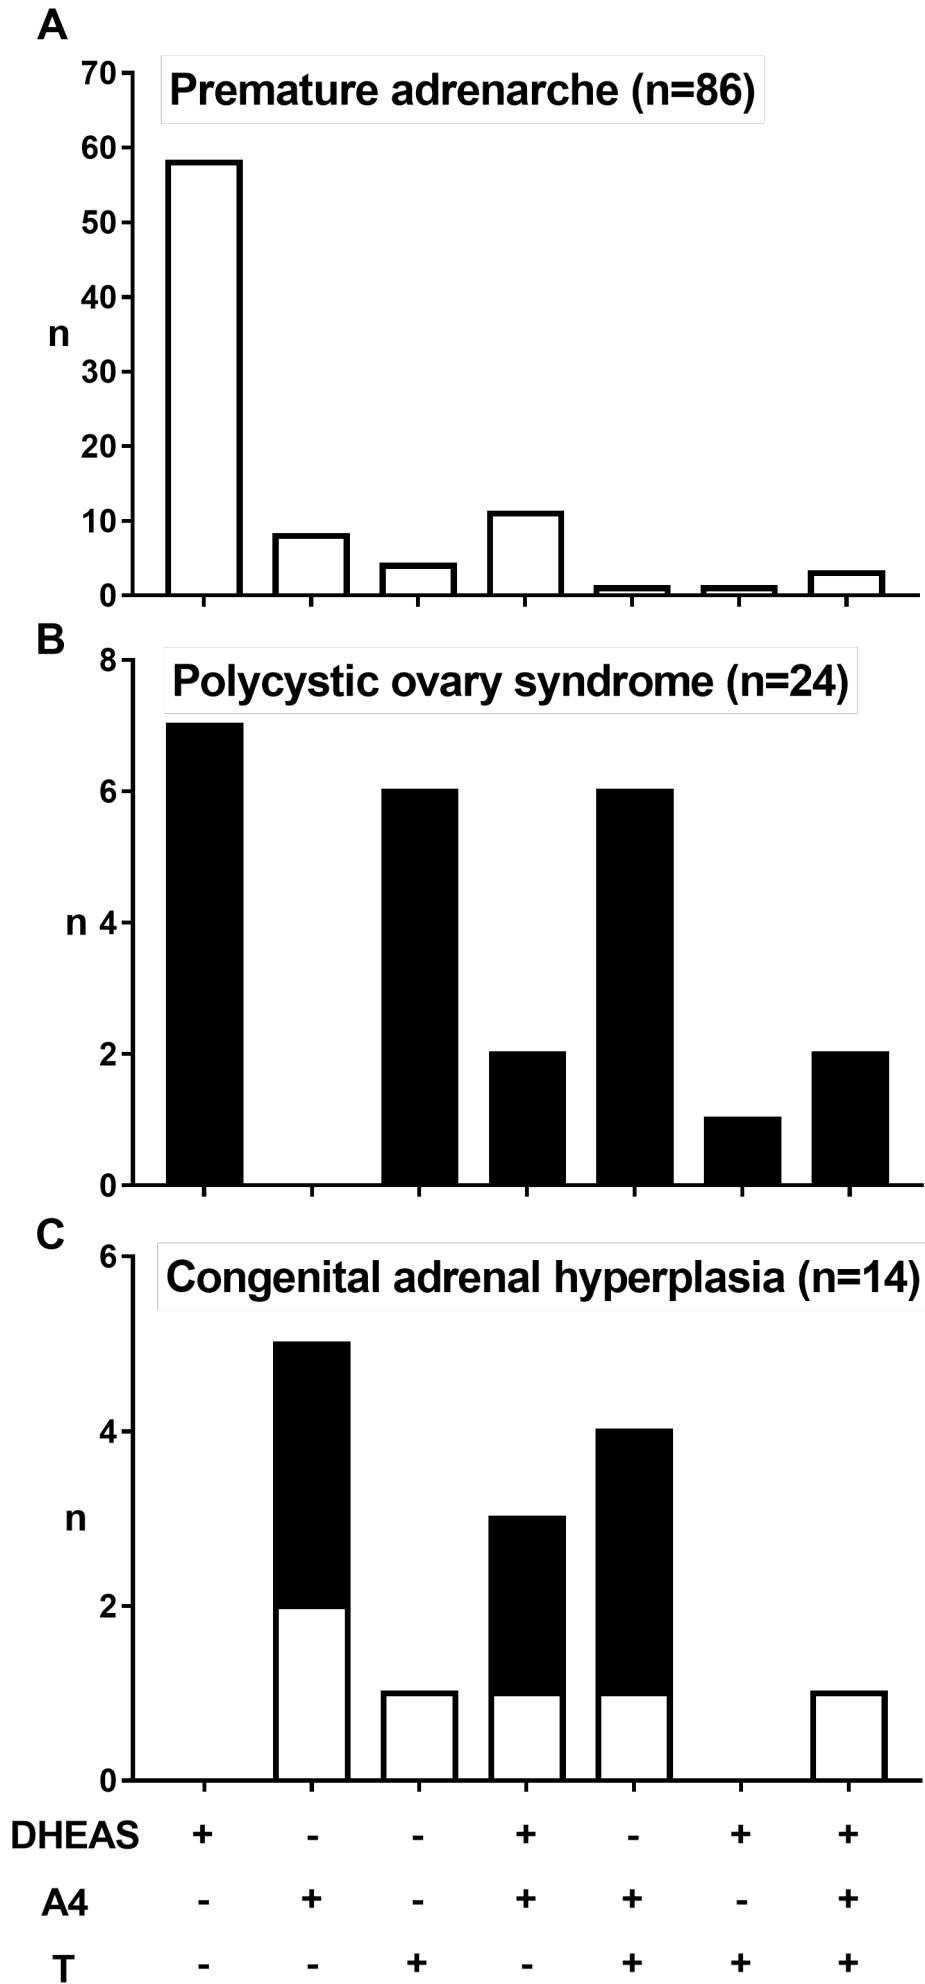 A
Premature adrenarche (n=86)
70
60
50
40
n
30
20
10
0
B
Polycystic ovary syndrome (n=24)
8
6
n 4
2
0
C
Congenital adrenal hyperplasia (n=14)
6
4
n
2
0
DHEAS + - - + - + +
A4 - + - + + - +
T - - + - + + +